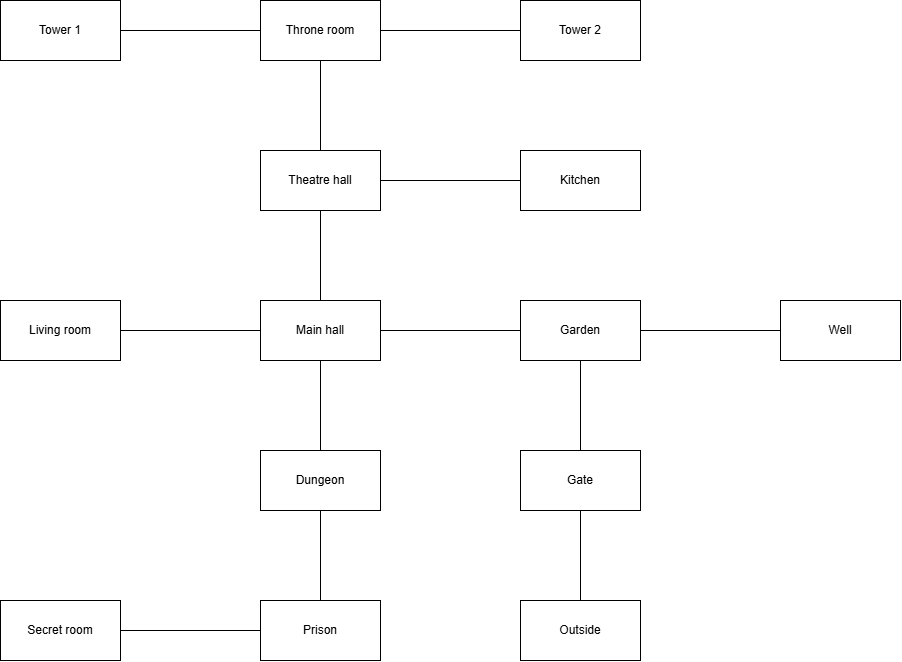 Tower 1
Throne room
Tower 2
Theatre hall
Kitchen
Living room
Main hall
Garden
Well
Dungeon
Gate
Secret room
Prison
Outside